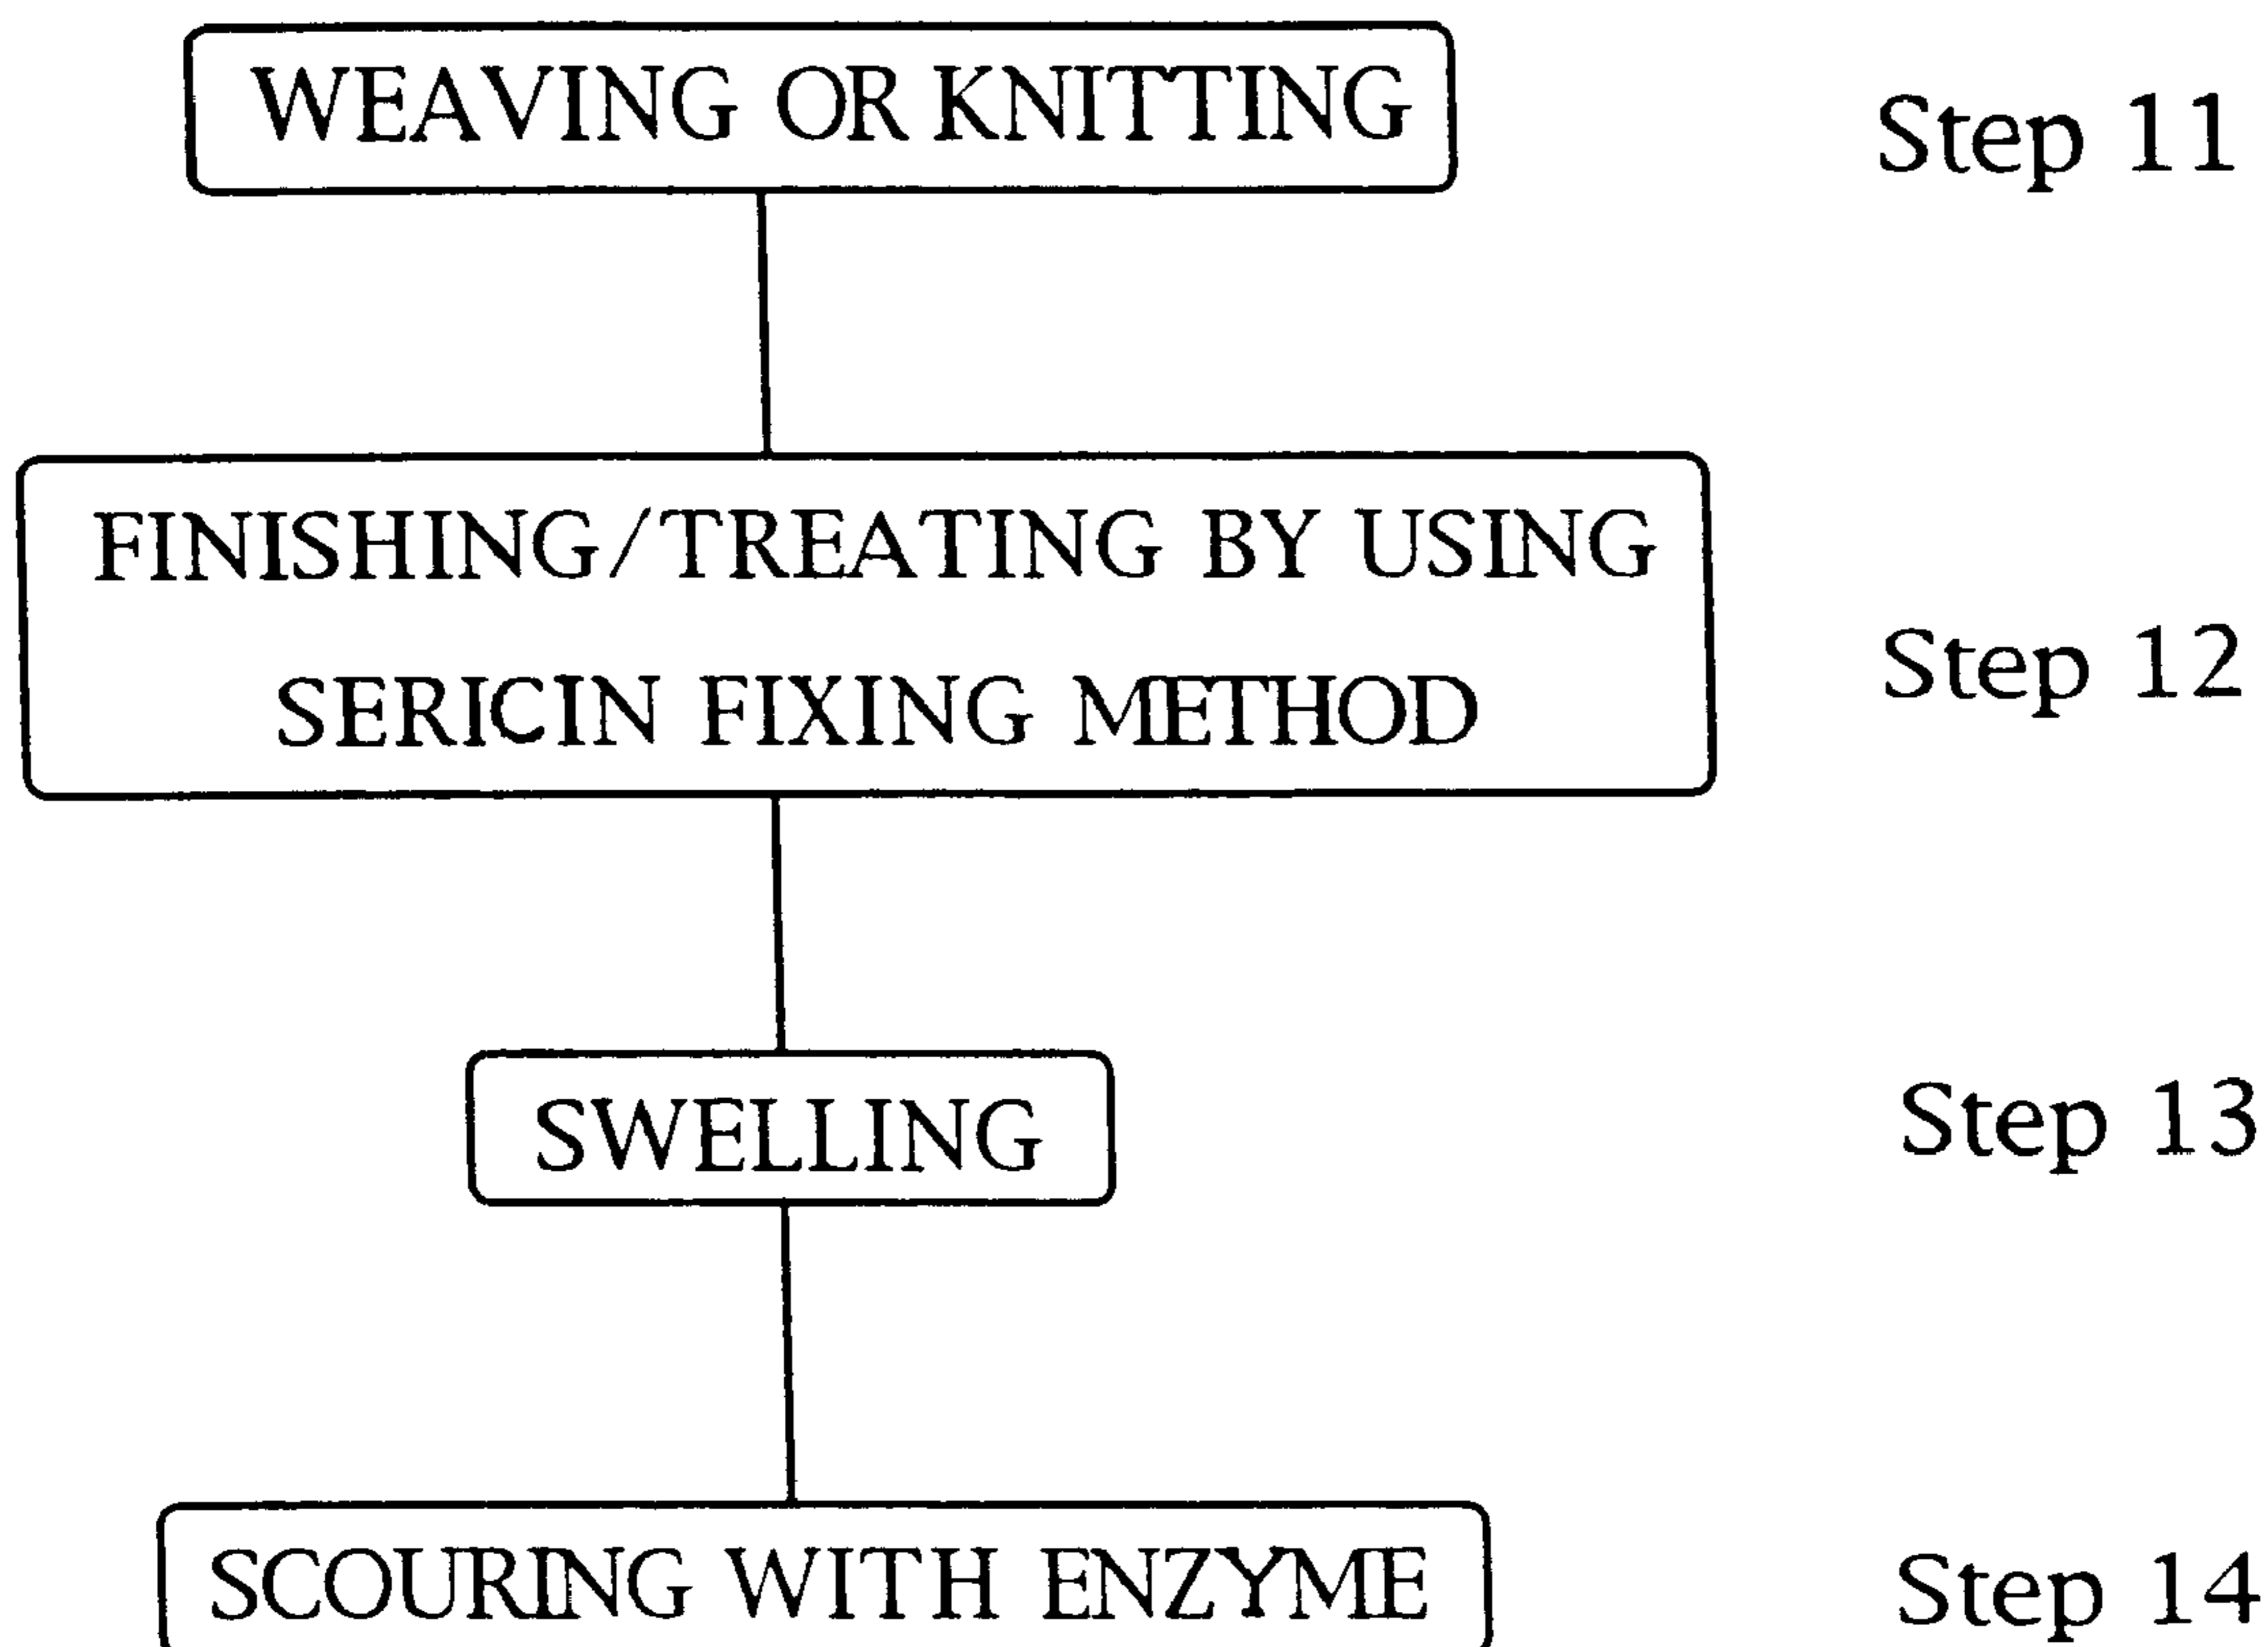 WEAVING OR KNITTING
Step 11
FINISHING/TREATING BY USING
SERICIN FIXING METHOD
Step 12
SWELLING
Step 13
SCOURING WITH ENZYME
Step 14